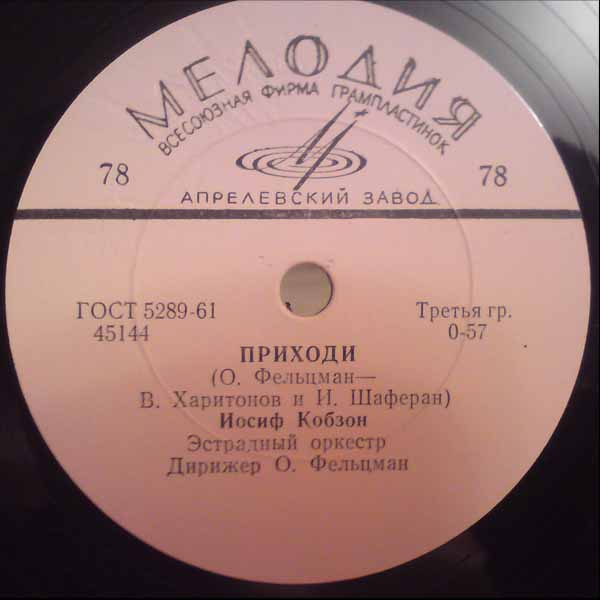 МЕЛОДИЯ
ВСЕСОЮЗНАЯ ФИРМА ГРАМПЛАСТИНОК
78
78
АПРЕЛЕВСКИЙ ЗАВОД
ГОСТ 5289-61
45144
Третья гр.
0-57
ПРИХОДИ
(О. Фельцман—
В. Харитонов и И. Шаферан)
Иосиф Кобзон
Эстрадный оркестр
Дирижер О. Фельцман